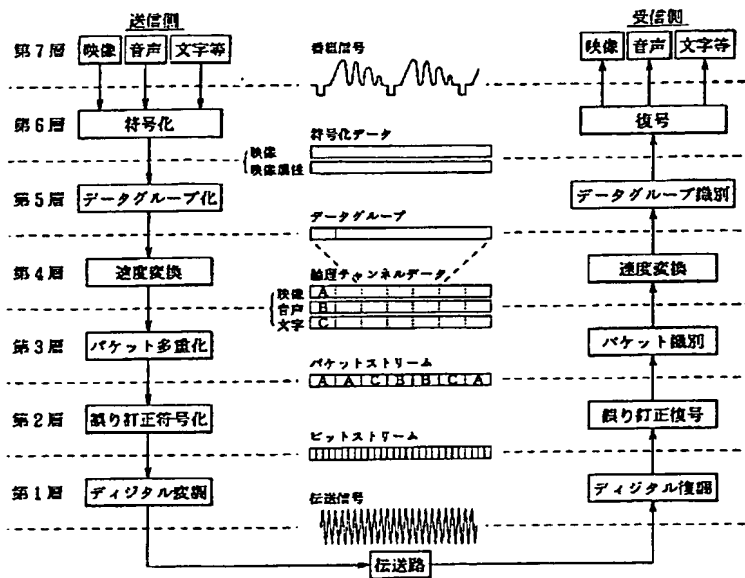 送信側
受信側
第7層 映像 音声 文字等 番組信号 映像 音声 文字等
第6層 符号化 符号化データ 復号
映像
映像属性
第5層 データグループ化 データグループ識別
データグループ
第4層 速度変換 速度変換
チャンネルデータ
映像 A
音声 B
文字 C
第3層 パケット多重化 パケット識別
パケットストリーム
A A C B B C A
第2層 誤り訂正符号化 誤り訂正復号
ビットストリーム
第1層 ディジタル変調 ディジタル復調
伝送信号
伝送路